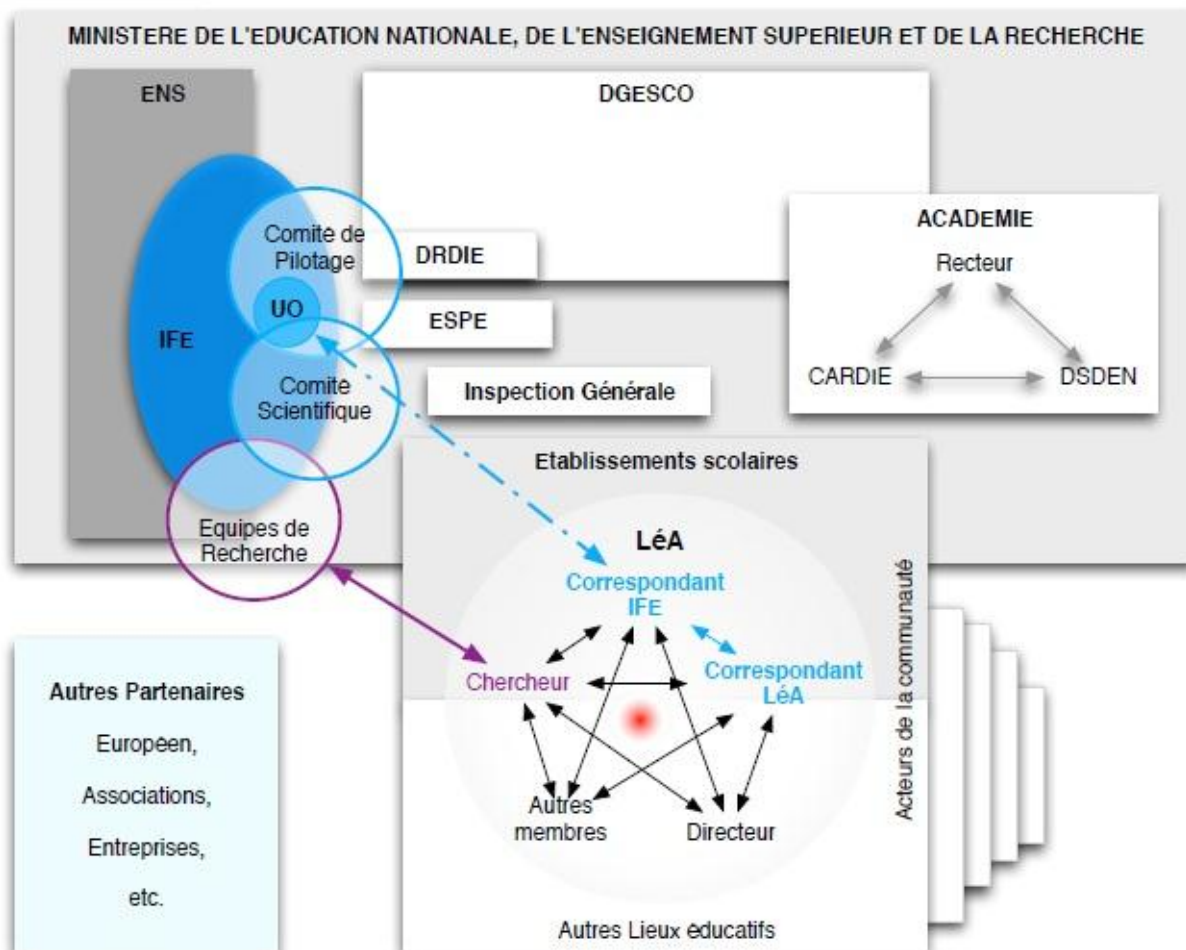 MINISTERE DE L'EDUCATION NATIONALE, DE L'ENSEIGNEMENT SUPERIEUR ET DE LA RECHERCHE
ENS
DGESCO
ACADEMIE
Recteur
CARDIE
DSDEN
Comité de
Pilotage
DRDIE
UO
ESPE
IFE
Comité
Scientifique
Inspection Générale
Equipes de
Recherche
Etablissements scolaires
LéA
Correspondant
IFE
Chercheur
Correspondant
LéA
Autres
membres
Directeur
Autres Lieux éducatifs
Acteurs de la communauté
Autres Partenaires
Européen,
Associations,
Entreprises,
etc.